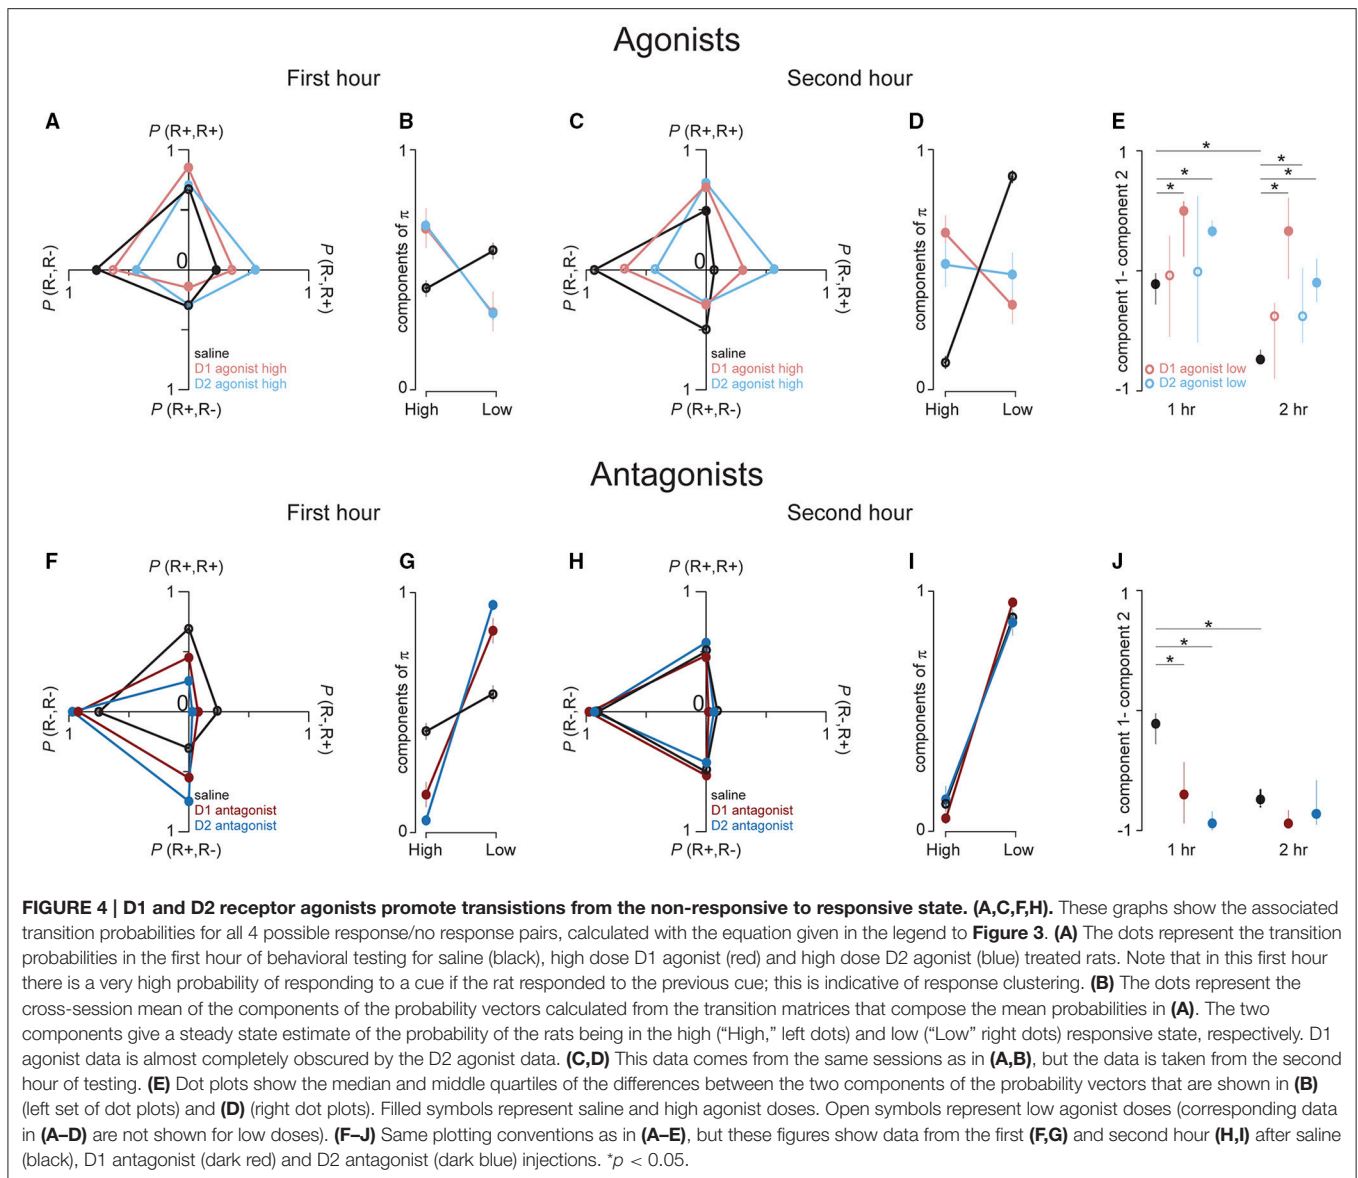 Agonists
First hour
Second hour
A
P (R+,R+)
1
0
P (R-,R-)
1
1
P (R-,R+)
saline
D1 agonist high
D2 agonist high
1
P (R+,R-)
B
1
components of π
0
High Low
C
P (R+,R+)
1
0
P (R-,R-)
1
1
P (R-,R+)
saline
D1 agonist high
D2 agonist high
1
P (R+,R-)
D
1
components of π
0
High Low
E
1
component 1- component 2
-1
* * * * * * *
D1 agonist low
D2 agonist low
1 hr 2 hr
Antagonists
First hour
Second hour
F
P (R+,R+)
1
0
P (R-,R-)
1
1
P (R-,R+)
saline
D1 antagonist
D2 antagonist
1
P (R+,R-)
G
1
components of π
0
High Low
H
P (R+,R+)
1
0
P (R-,R-)
1
1
P (R-,R+)
saline
D1 antagonist
D2 antagonist
1
P (R+,R-)
I
1
components of π
0
High Low
J
1
component 1- component 2
-1
* * *
1 hr 2 hr
FIGURE 4 | D1 and D2 receptor agonists promote transistions from the non-responsive to responsive state. (A,C,F,H). These graphs show the associated
transition probabilities for all 4 possible response/no response pairs, calculated with the equation given in the legend to Figure 3. (A) The dots represent the transition
probabilities in the first hour of behavioral testing for saline (black), high dose D1 agonist (red) and high dose D2 agonist (blue) treated rats. Note that in this first hour
there is a very high probability of responding to a cue if the rat responded to the previous cue; this is indicative of response clustering. (B) The dots represent the
cross-session mean of the components of the probability vectors calculated from the transition matrices that compose the mean probabilities in (A). The two
components give a steady state estimate of the probability of the rats being in the high (“High,” left dots) and low (“Low” right dots) responsive state, respectively. D1
agonist data is almost completely obscured by the D2 agonist data. (C,D) This data comes from the same sessions as in (A,B), but the data is taken from the second
hour of testing. (E) Dot plots show the median and middle quartiles of the differences between the two components of the probability vectors that are shown in (B)
(left set of dot plots) and (D) (right dot plots). Filled symbols represent saline and high agonist doses. Open symbols represent low agonist doses (corresponding data
in (A–D) are not shown for low doses). (F–J) Same plotting conventions as in (A–E), but these figures show data from the first (F,G) and second hour (H,I) after saline
(black), D1 antagonist (dark red) and D2 antagonist (dark blue) injections. *p < 0.05.